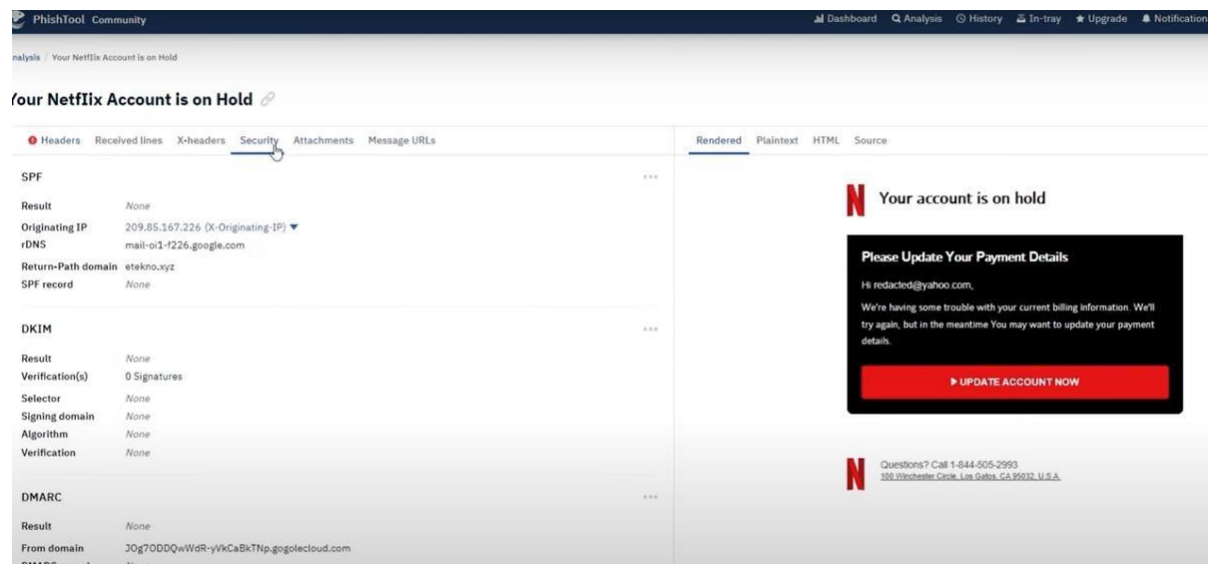 PhishTool Community
Dashboard Analysis History In-tray Upgrade Notification
nalysis / Your NetfIix Account is on Hold
Your NetfIix Account is on Hold
Headers Received lines X-headers Security Attachments Message URLs
Rendered Plaintext HTML Source
SPF
Result None
Originating IP 209.85.167.226 (X-Originating-IP)
rDNS mail-oi1-f226.google.com
Return-Path domain etekno.xyz
SPF record None
DKIM
Result None
Verification(s) 0 Signatures
Selector None
Signing domain None
Algorithm None
Verification None
DMARC
Result None
From domain JOg7ODDQwWdR-yVkCaBkTNp.gogolecloud.com
N
Your account is on hold
Please Update Your Payment Details
Hi redacted@yahoo.com,
We're having some trouble with your current billing information. We'll
try again, but in the meantime You may want to update your payment
details.
UPDATE ACCOUNT NOW
N
Questions? Call 1-844-505-2993
100 Winchester Circle, Los Gatos, CA 95032, U.S.A.